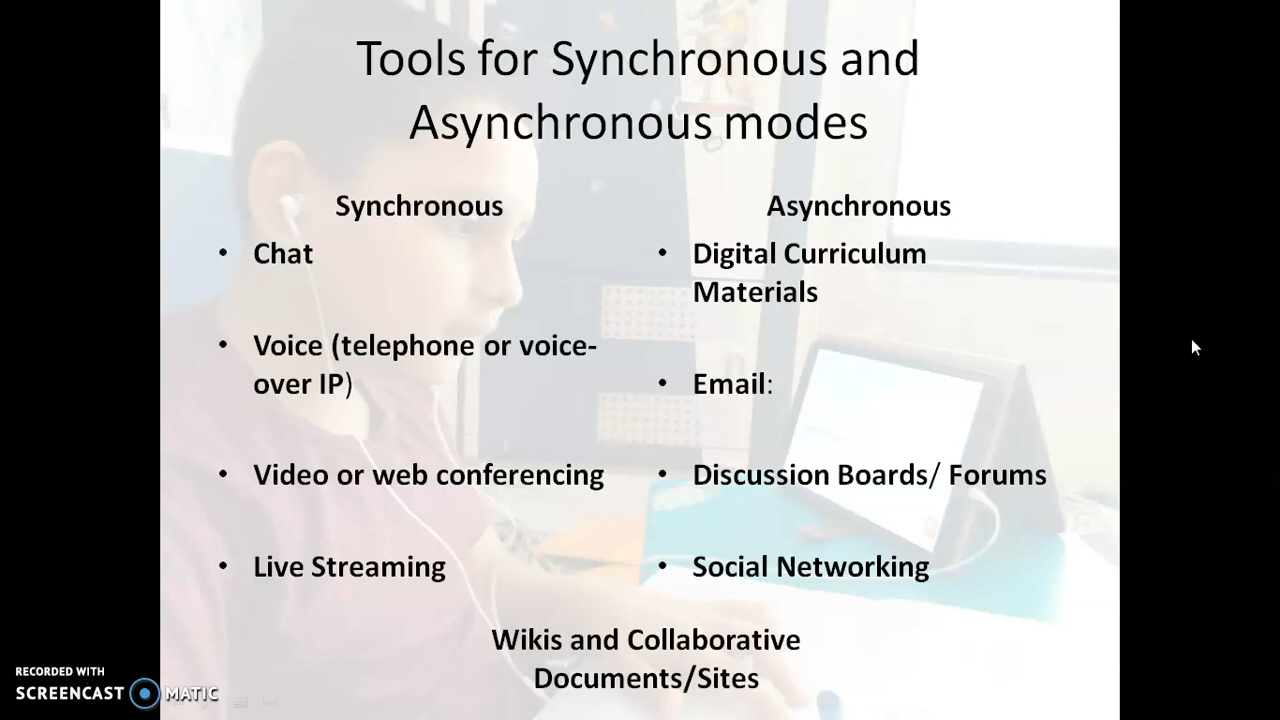 Tools for Synchronous and
Asynchronous modes
Synchronous
• Chat
• Voice (telephone or voice-
over IP)
• Video or web conferencing
• Live Streaming
Asynchronous
• Digital Curriculum
Materials
• Email:
• Discussion Boards/ Forums
• Social Networking
Wikis and Collaborative
Documents/Sites
RECORDED WITH
SCREENCAST MATIC